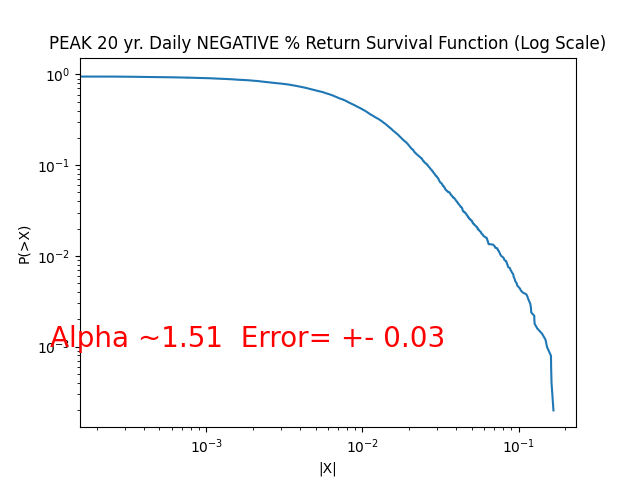 PEAK 20 yr. Daily NEGATIVE % Return Survival Function (Log Scale)
10⁰
10⁻¹
10⁻²
10⁻³
P(>X)
Alpha ~1.51 Error= +- 0.03
10⁻³ 10⁻² 10⁻¹
|X|